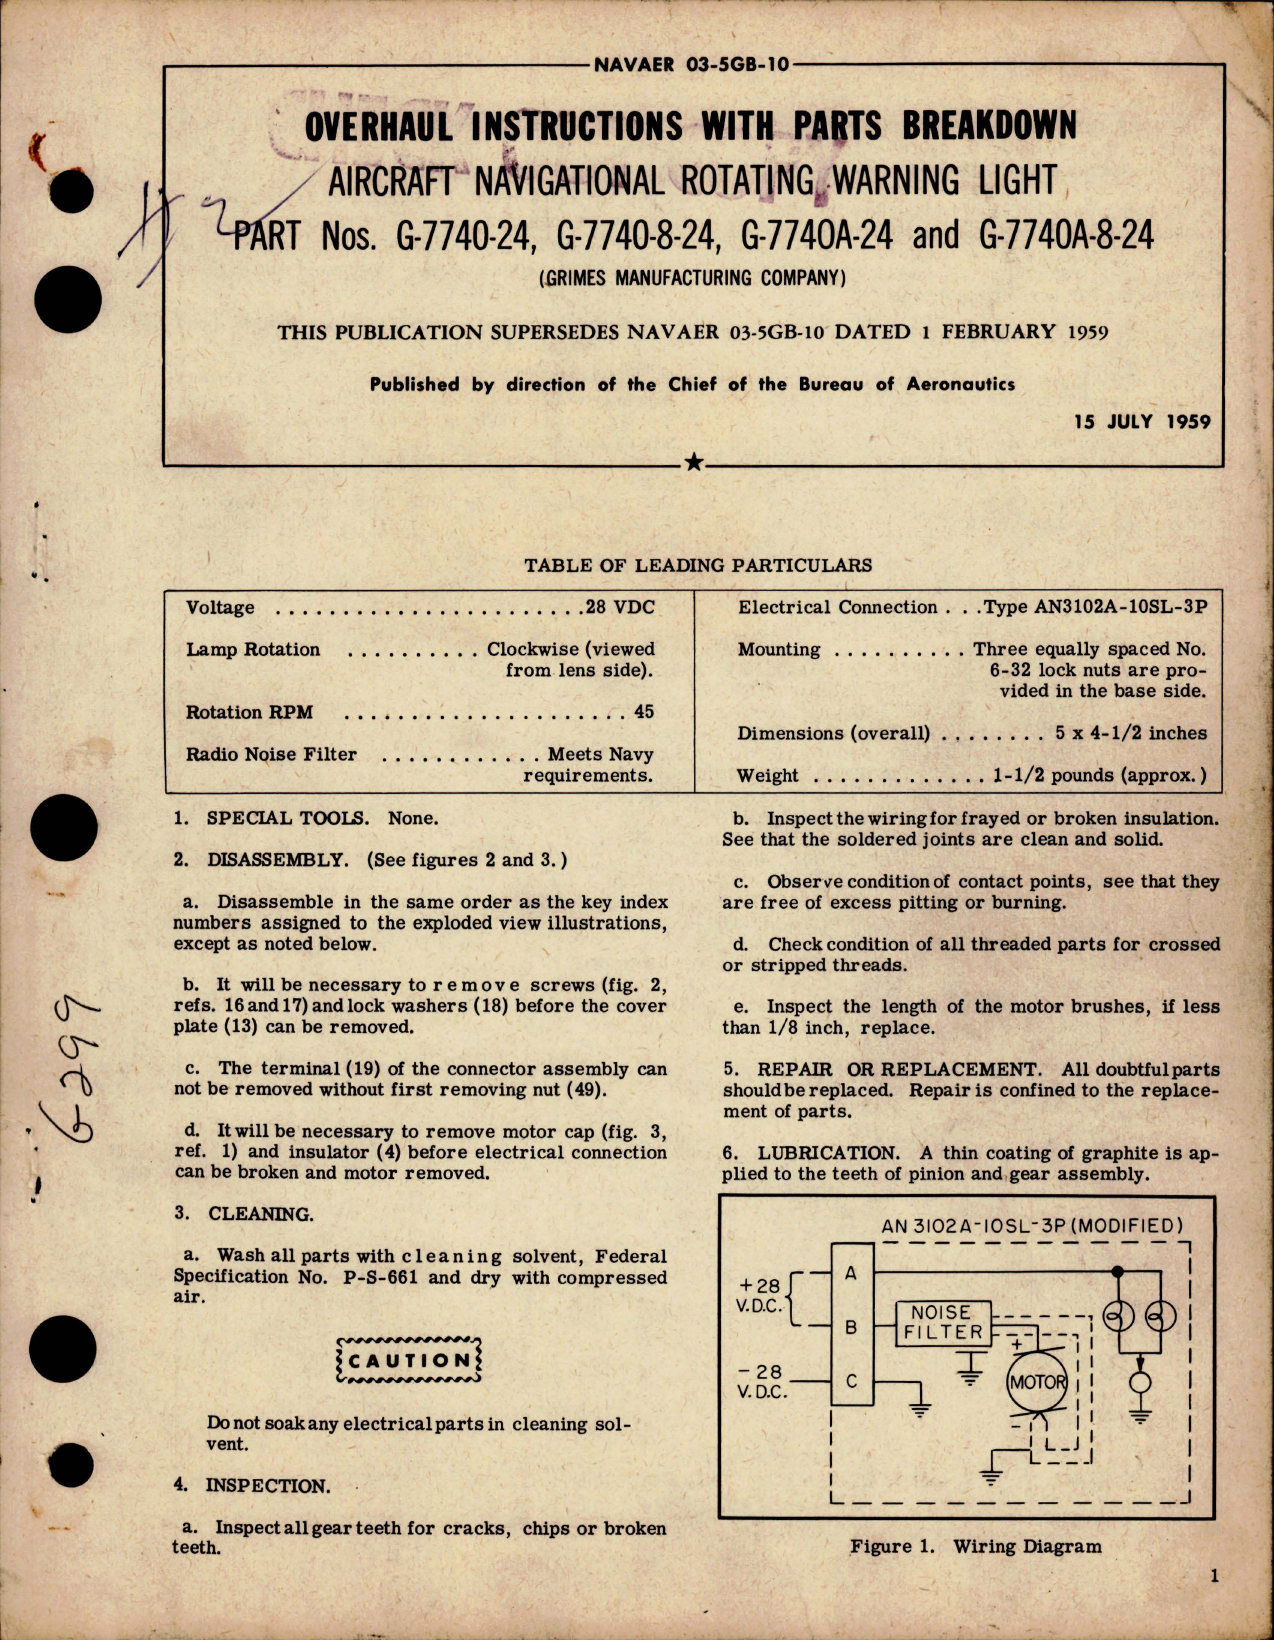 NAVAER 03-5GB-10
OVERHAUL INSTRUCTIONS WITH PARTS BREAKDOWN
AIRCRAFT NAVIGATIONAL ROTATING WARNING LIGHT
PART Nos. G-7740-24, G-7740-8-24, G-7740A-24 and G-7740A-8-24
(GRIMES MANUFACTURING COMPANY)
THIS PUBLICATION SUPERSEDES NAVAER 03-5GB-10 DATED 1 FEBRUARY 1959
Published by direction of the Chief of the Bureau of Aeronautics
15 JULY 1959
# 2
6299
TABLE OF LEADING PARTICULARS
Voltage . . . . . . . . . . . . . . . . . . . . . . . 28 VDC
Lamp Rotation . . . . . . . . . . Clockwise (viewed
from lens side).
Rotation RPM . . . . . . . . . . . . . . . . . . . . . 45
Radio Noise Filter . . . . . . . . . . . . Meets Navy
requirements.
Electrical Connection . . . Type AN3102A-10SL-3P
Mounting . . . . . . . . . . Three equally spaced No.
6-32 lock nuts are pro-
vided in the base side.
Dimensions (overall) . . . . . . . . 5 x 4-1/2 inches
Weight . . . . . . . . . . . . . 1-1/2 pounds (approx.)
1. SPECIAL TOOLS. None.
2. DISASSEMBLY. (See figures 2 and 3.)
a. Disassemble in the same order as the key index
numbers assigned to the exploded view illustrations,
except as noted below.
b. It will be necessary to remove screws (fig. 2,
refs. 16 and 17) and lock washers (18) before the cover
plate (13) can be removed.
c. The terminal (19) of the connector assembly can
not be removed without first removing nut (49).
d. It will be necessary to remove motor cap (fig. 3,
ref. 1) and insulator (4) before electrical connection
can be broken and motor removed.
3. CLEANING.
a. Wash all parts with cleaning solvent, Federal
Specification No. P-S-661 and dry with compressed
air.
CAUTION
Do not soak any electrical parts in cleaning sol-
vent.
4. INSPECTION.
a. Inspect all gear teeth for cracks, chips or broken
teeth.
b. Inspect the wiring for frayed or broken insulation.
See that the soldered joints are clean and solid.
c. Observe condition of contact points, see that they
are free of excess pitting or burning.
d. Check condition of all threaded parts for crossed
or stripped threads.
e. Inspect the length of the motor brushes, if less
than 1/8 inch, replace.
5. REPAIR OR REPLACEMENT. All doubtful parts
should be replaced. Repair is confined to the replace-
ment of parts.
6. LUBRICATION. A thin coating of graphite is ap-
plied to the teeth of pinion and gear assembly.
AN 3102A-10SL-3P (MODIFIED)
+28
V.D.C.
A
B
NOISE
FILTER
+
-28
V.D.C.
C
MOTOR
-
Figure 1. Wiring Diagram
1